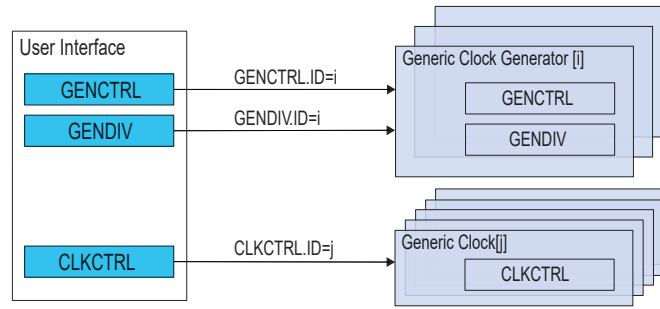 User Interface
GENCTRL
GENDIV
CLKCTRL
GENCTRL.ID=i
GENDIV.ID=i
CLKCTRL.ID=j
Generic Clock Generator [i]
GENCTRL
GENDIV
Generic Clock[j]
CLKCTRL